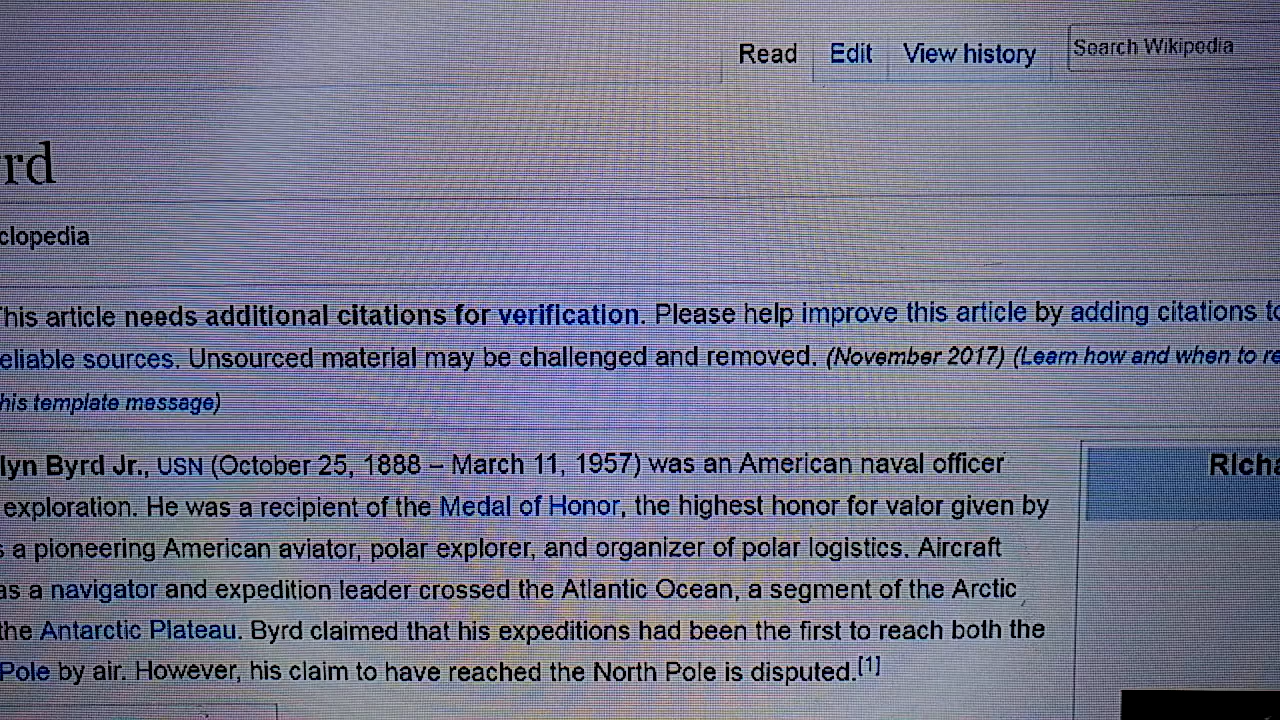 Read Edit View history Search Wikipedia
rd
clopedia
This article needs additional citations for verification. Please help improve this article by adding citations to
eliable sources. Unsourced material may be challenged and removed. (November 2017) (Learn how and when to re
his template message)
lyn Byrd Jr., USN (October 25, 1888 – March 11, 1957) was an American naval officer
Richa
exploration. He was a recipient of the Medal of Honor, the highest honor for valor given by
s a pioneering American aviator, polar explorer, and organizer of polar logistics. Aircraft
as a navigator and expedition leader crossed the Atlantic Ocean, a segment of the Arctic
the Antarctic Plateau. Byrd claimed that his expeditions had been the first to reach both the
Pole by air. However, his claim to have reached the North Pole is disputed.[1]